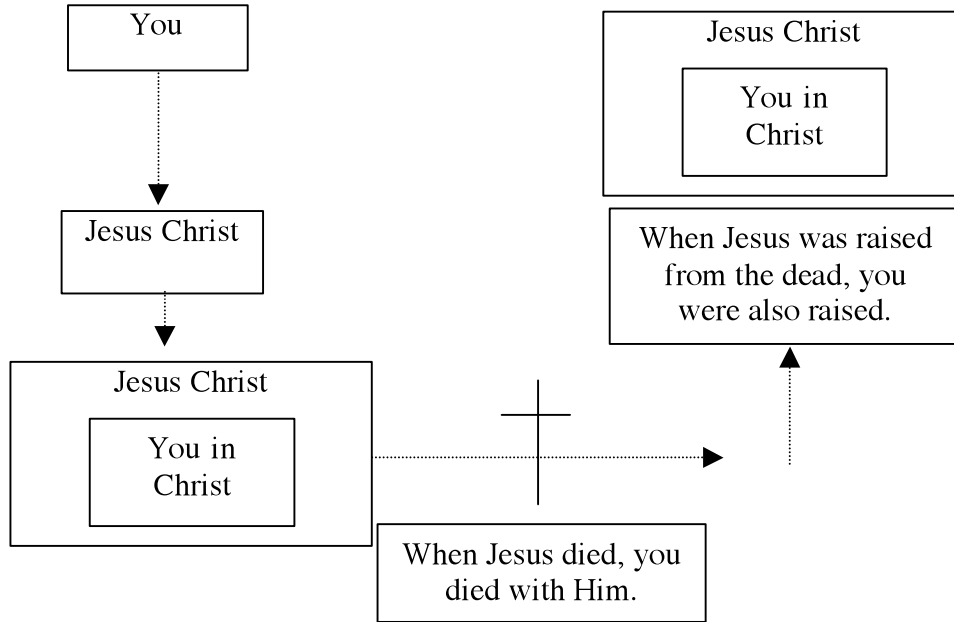 You
Jesus Christ
Jesus Christ
You in
Christ
When Jesus died, you
died with Him.
When Jesus was raised
from the dead, you
were also raised.
Jesus Christ
You in
Christ